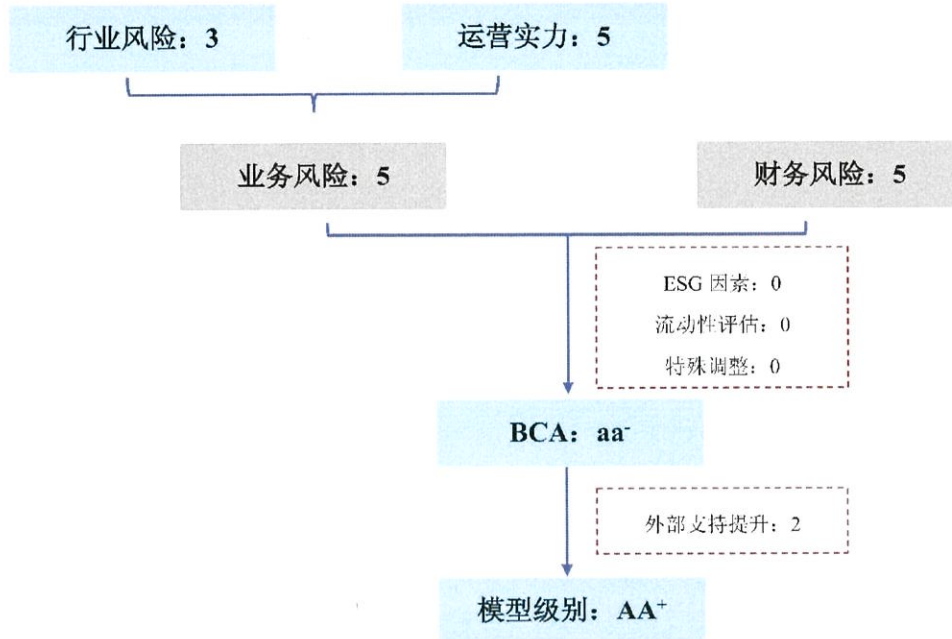 行业风险：3
运营实力：5
业务风险：5
财务风险：5
ESG 因素：0
流动性评估：0
特殊调整：0
BCA：aa⁻
外部支持提升：2
模型级别：AA⁺